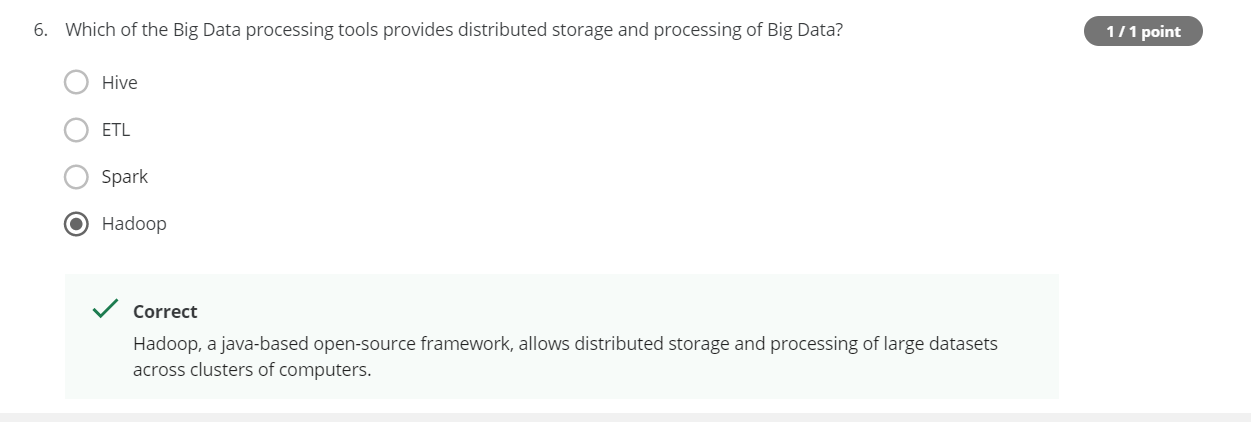 6. Which of the Big Data processing tools provides distributed storage and processing of Big Data?
1 / 1 point
Hive
ETL
Spark
Hadoop
Correct
Hadoop, a java-based open-source framework, allows distributed storage and processing of large datasets
across clusters of computers.